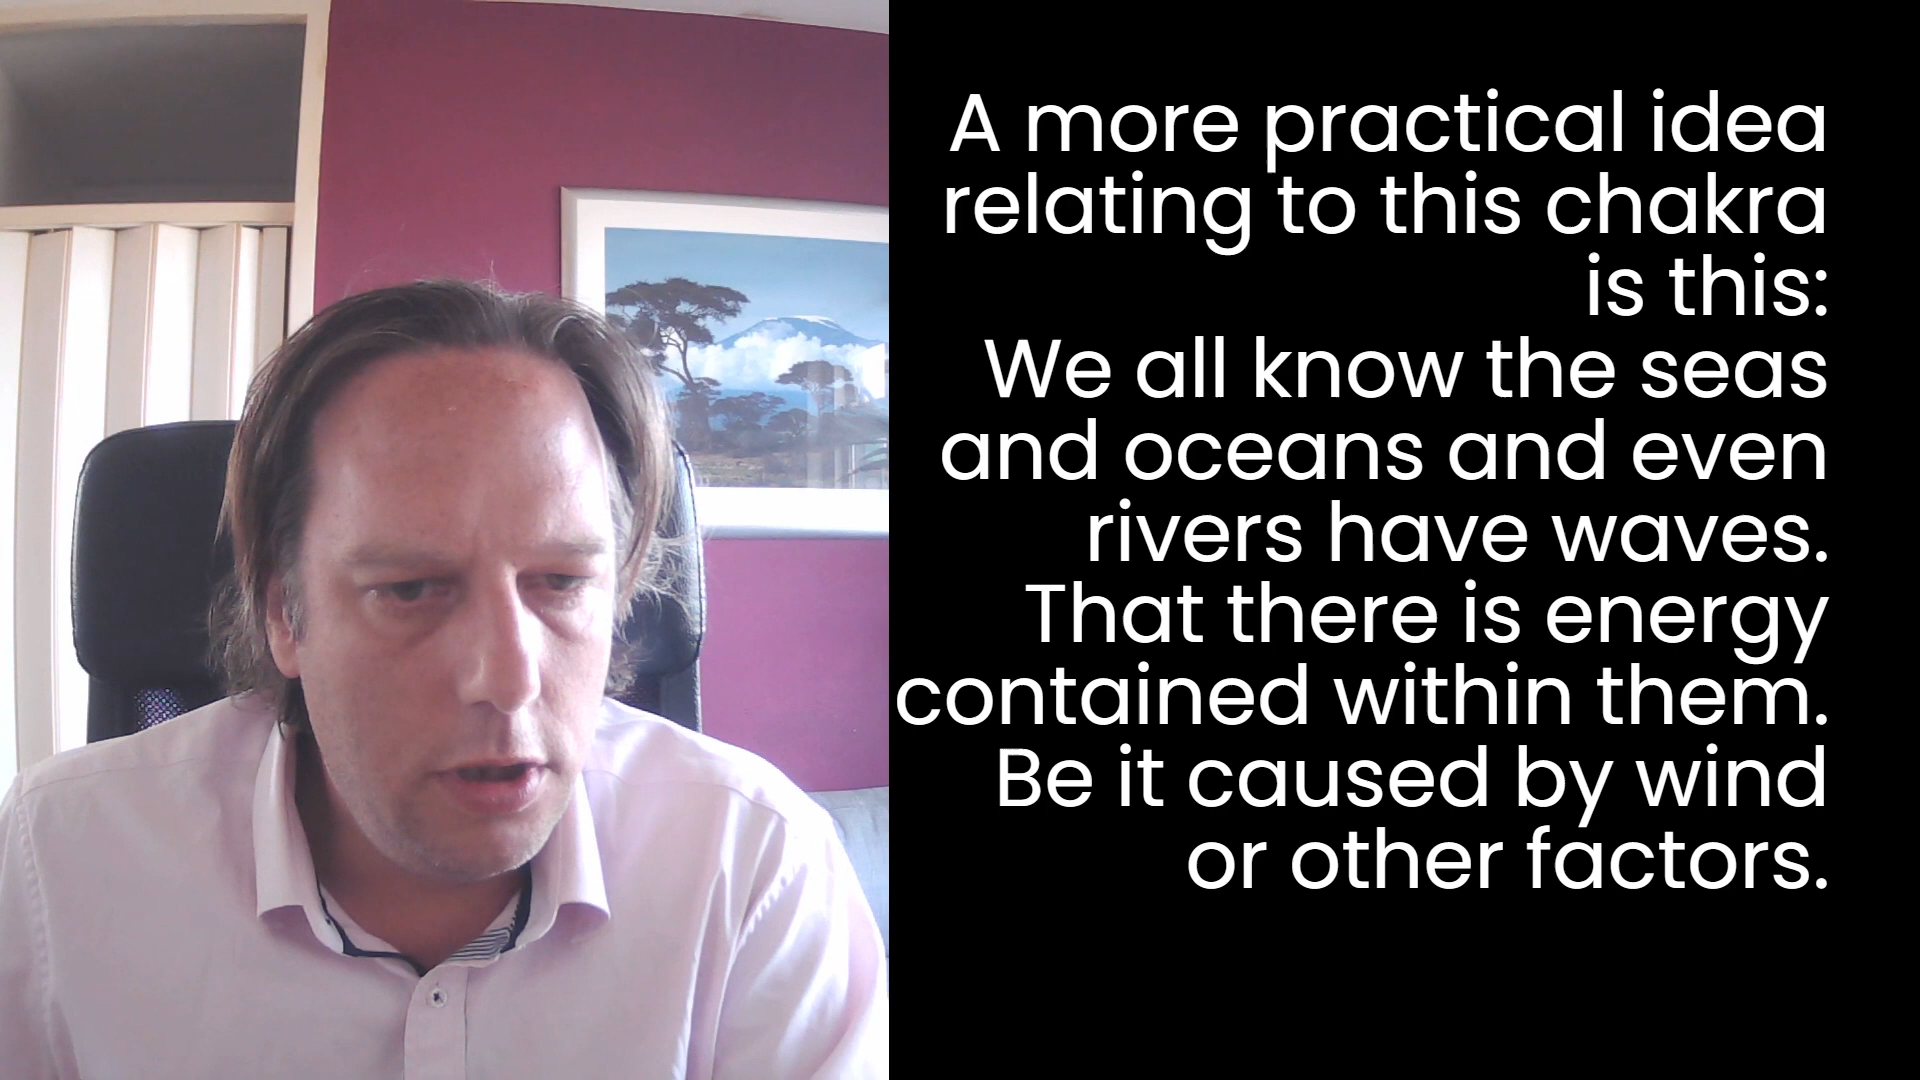 A more practical idea
relating to this chakra
is this:
We all know the seas
and oceans and even
rivers have waves.
That there is energy
contained within them.
Be it caused by wind
or other factors.